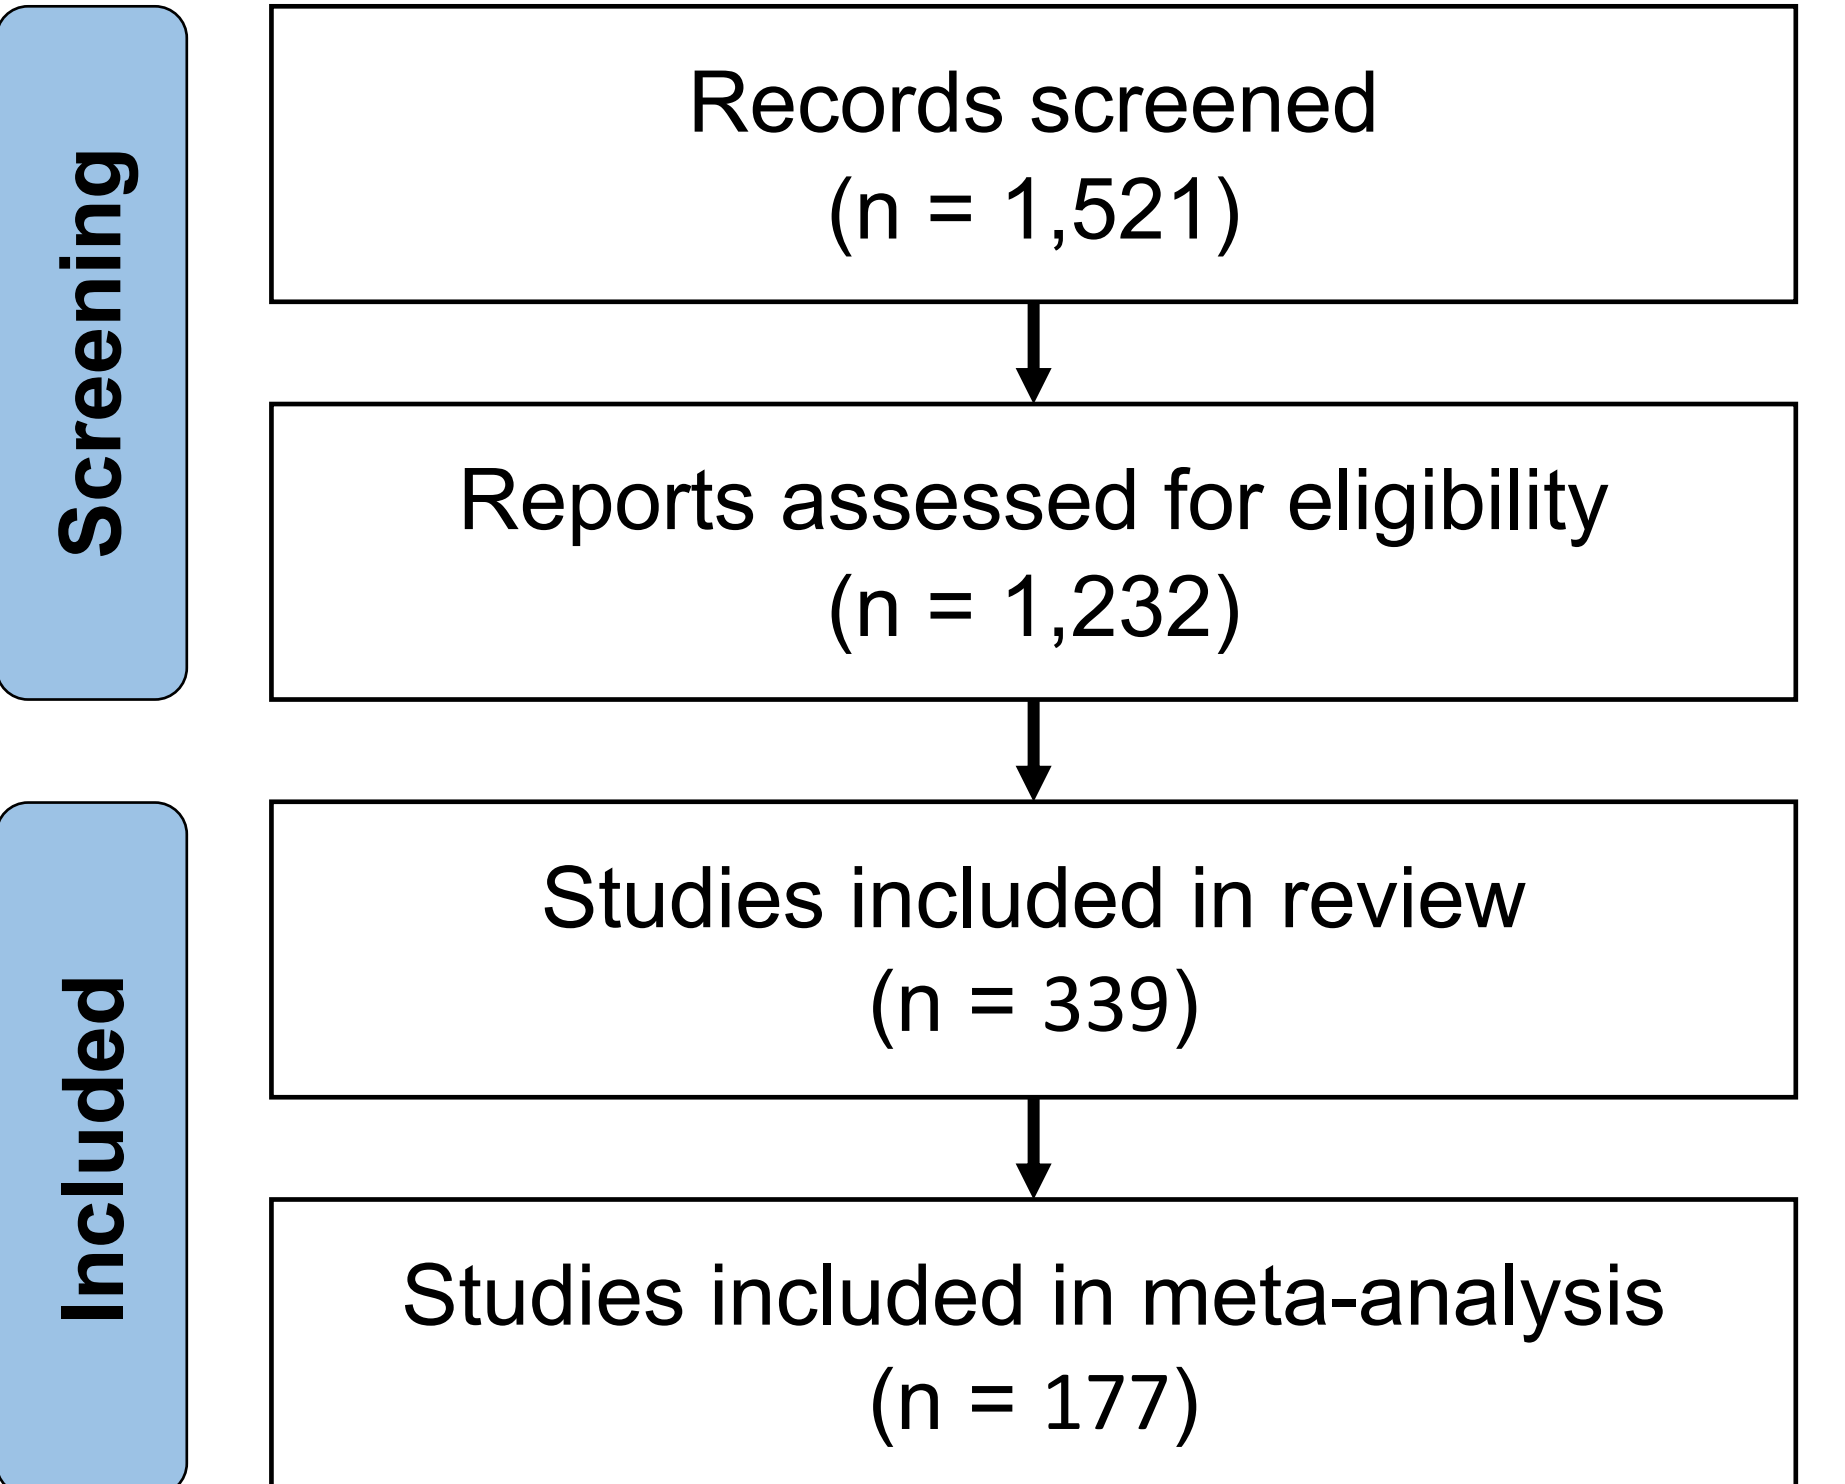 Screening
Records screened
(n = 1,521)
Reports assessed for eligibility
(n = 1,232)
Included
Studies included in review
(n = 339)
Studies included in meta-analysis
(n = 177)